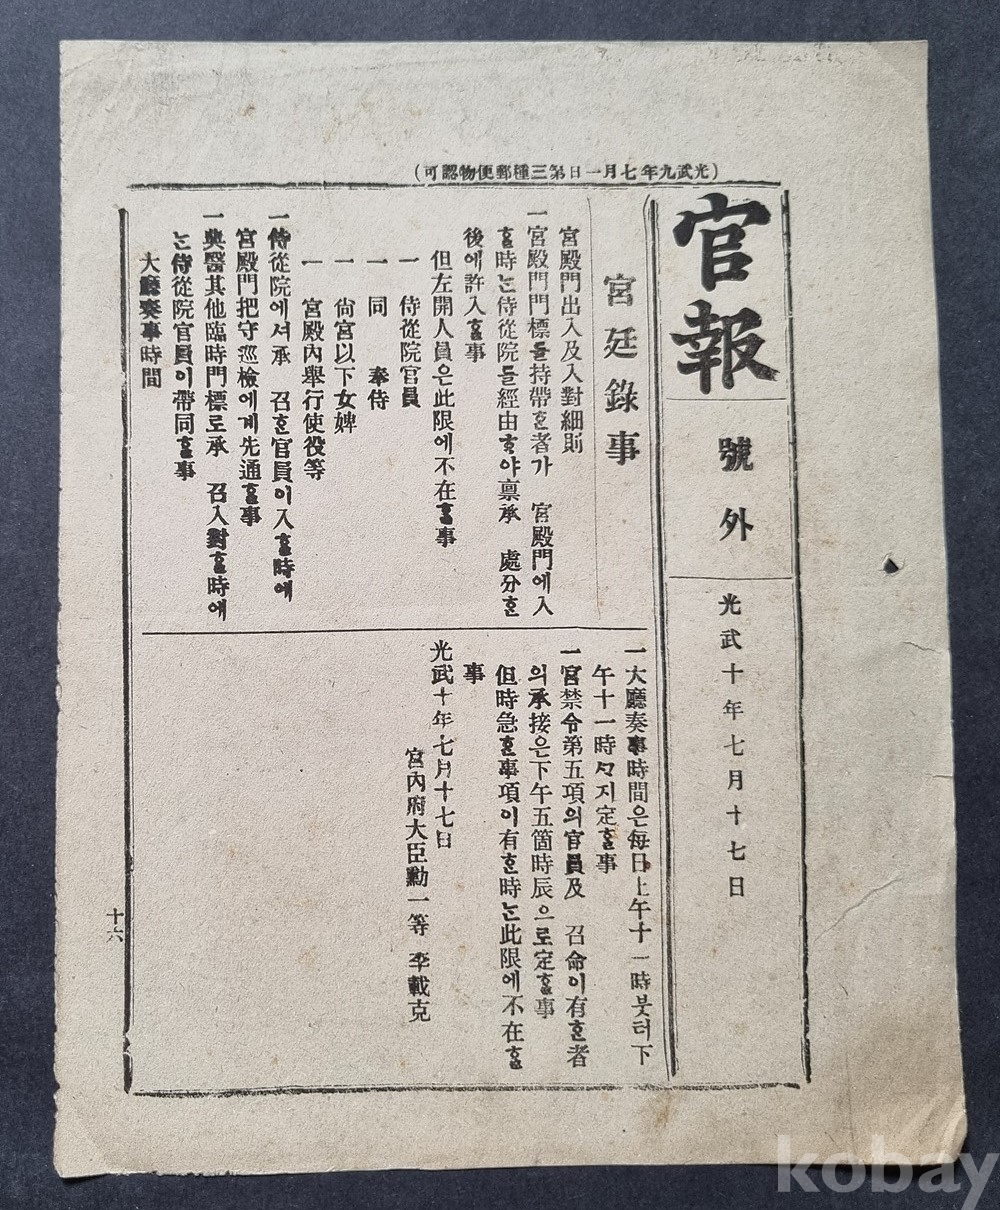 (光武九年七月一日第三種郵便物認可)
官報
號外
光武十年七月十七日
宮廷錄事
宮殿門出入及入對細則
一宮殿門門標를持帶ᄒᆞᆫ者가 宮殿門에入
ᄒᆞᆯ時ᄂᆞᆫ侍從院을經由ᄒᆞ야禀承 處分ᄒᆞᆫ
後에許入ᄒᆞᆯ事
但左開人員은此限에不在ᄒᆞᆯ事
一 侍從院官員
一 同 奉侍
一 尙宮以下女婢
一 宮殿內擧行使役等
一侍從院에셔承 召ᄒᆞᆫ官員이入ᄒᆞᆯ時에
宮殿門把守巡檢에게先通ᄒᆞᆯ事
一典醫其他臨時門標로承 召入對ᄒᆞᆯ時에
ᄂᆞᆫ侍從院官員이帶同ᄒᆞᆯ事
大廳奏事時間
一大廳奏事時間은每日上午十一時붓터下
午十一時ᄭᆞ지定ᄒᆞᆯ事
一宮禁令第五項의官員及 召命이有ᄒᆞᆫ者
의承接은下午五箇時辰으로定ᄒᆞᆯ事
但時急ᄒᆞᆫ事項이有ᄒᆞᆫ時ᄂᆞᆫ此限에不在ᄒᆞᆯ
事
光武十年七月十七日
宮內府大臣勳一等 李載克
十六
kobay